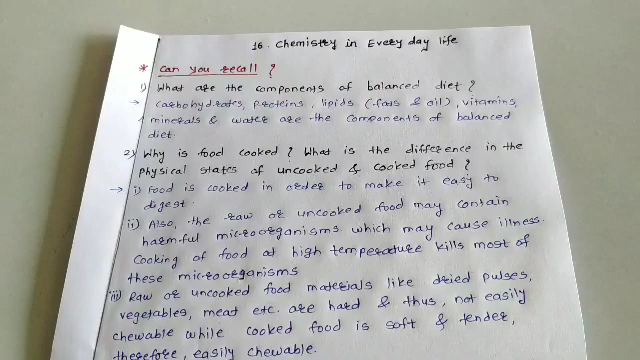 16. Chemistry in Every day life
* Can you recall ?
1) What are the components of balanced diet ?
→ Carbohydrates, proteins, lipids (fats & oil), vitamins,
minerals & water are the components of balanced
diet.
2) Why is food cooked ? What is the difference in the
physical states of uncooked & cooked food ?
→ i) Food is cooked in order to make it easy to
digest.
ii) Also, the raw or uncooked food may contain
harmful microorganisms which may cause illness.
Cooking of food at high temperature kills most of
these microorganisms
iii) Raw or uncooked food materials like dried pulses,
vegetables, meat etc. are hard & thus, not easily
chewable while cooked food is soft & tender,
therefore, easily chewable.